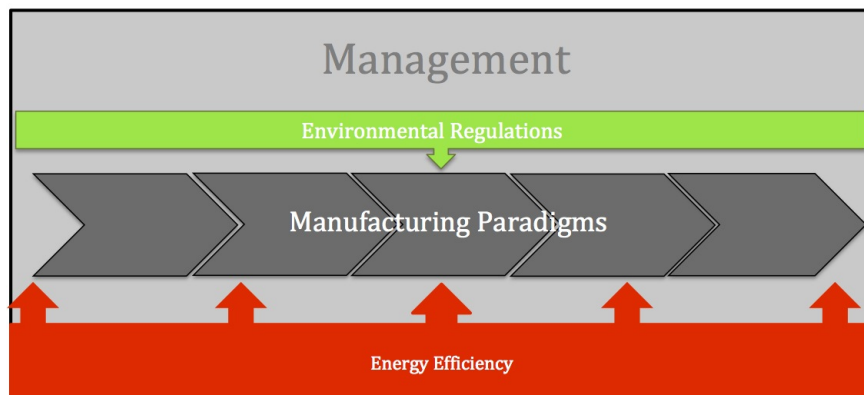 Management
Environmental Regulations
Manufacturing Paradigms
Energy Efficiency